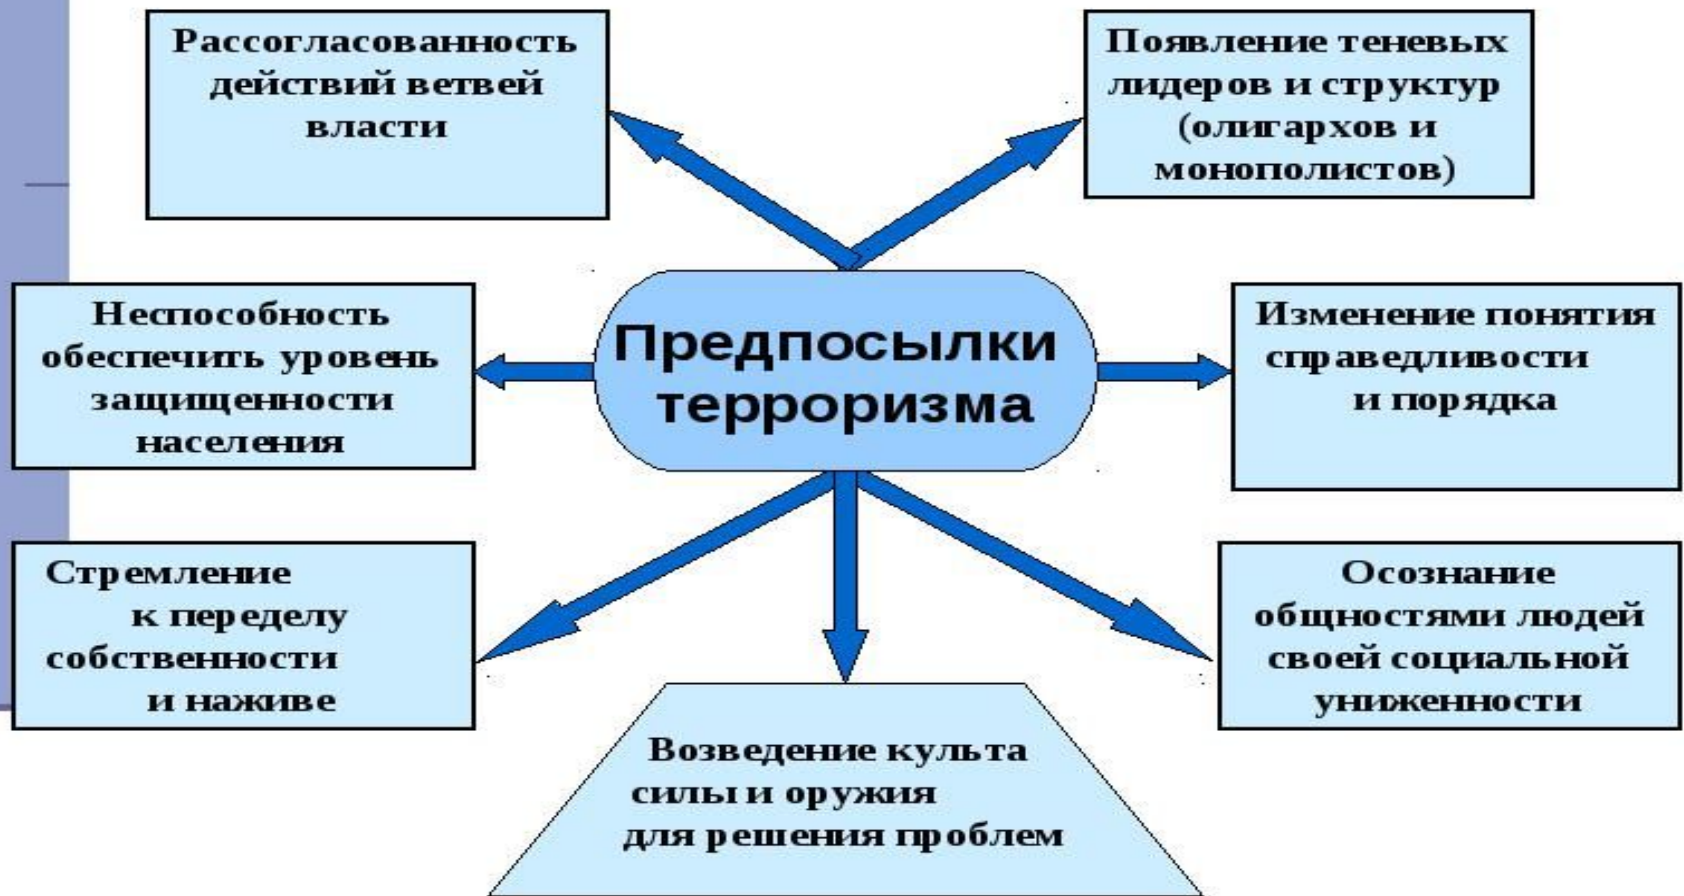 Рассогласованность
действий ветвей
власти
Появление теневых
лидеров и структур
(олигархов и
монополистов)
Неспособность
обеспечить уровень
защищенности
населения
Предпосылки
терроризма
Изменение понятия
справедливости
и порядка
Стремление
к переделу
собственности
и наживе
Возведение культа
силы и оружия
для решения проблем
Осознание
общностями людей
своей социальной
униженности